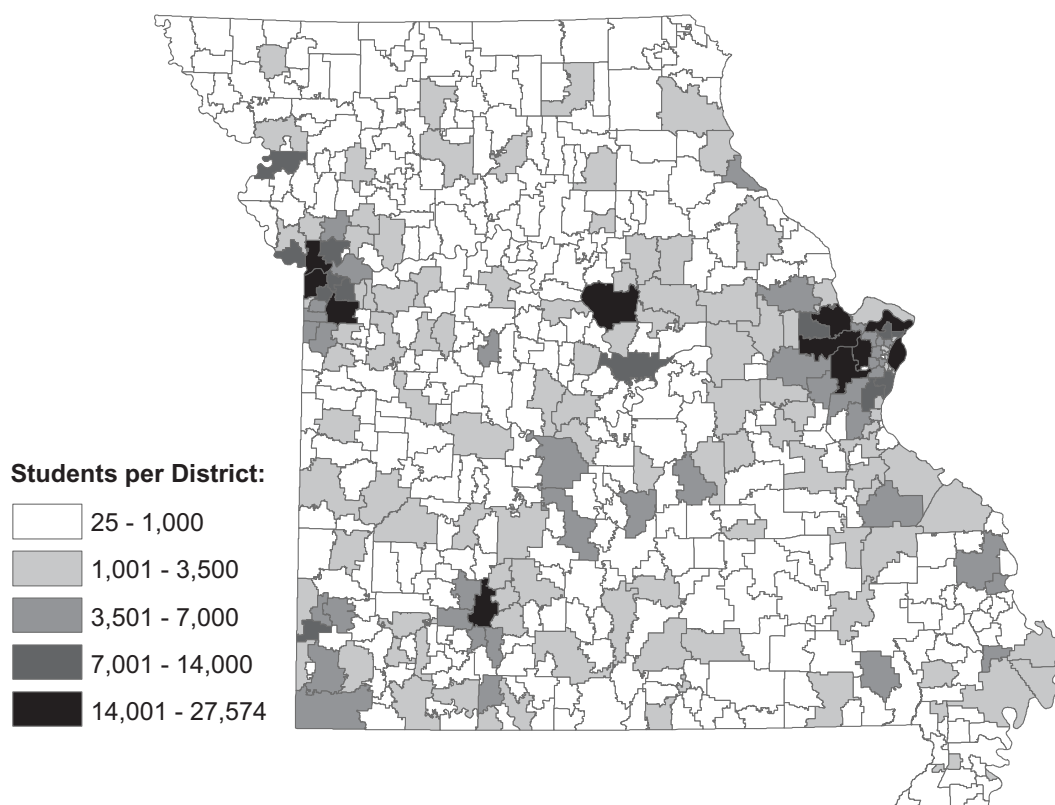 Students per District:
25 - 1,000
1,001 - 3,500
3,501 - 7,000
7,001 - 14,000
14,001 - 27,574